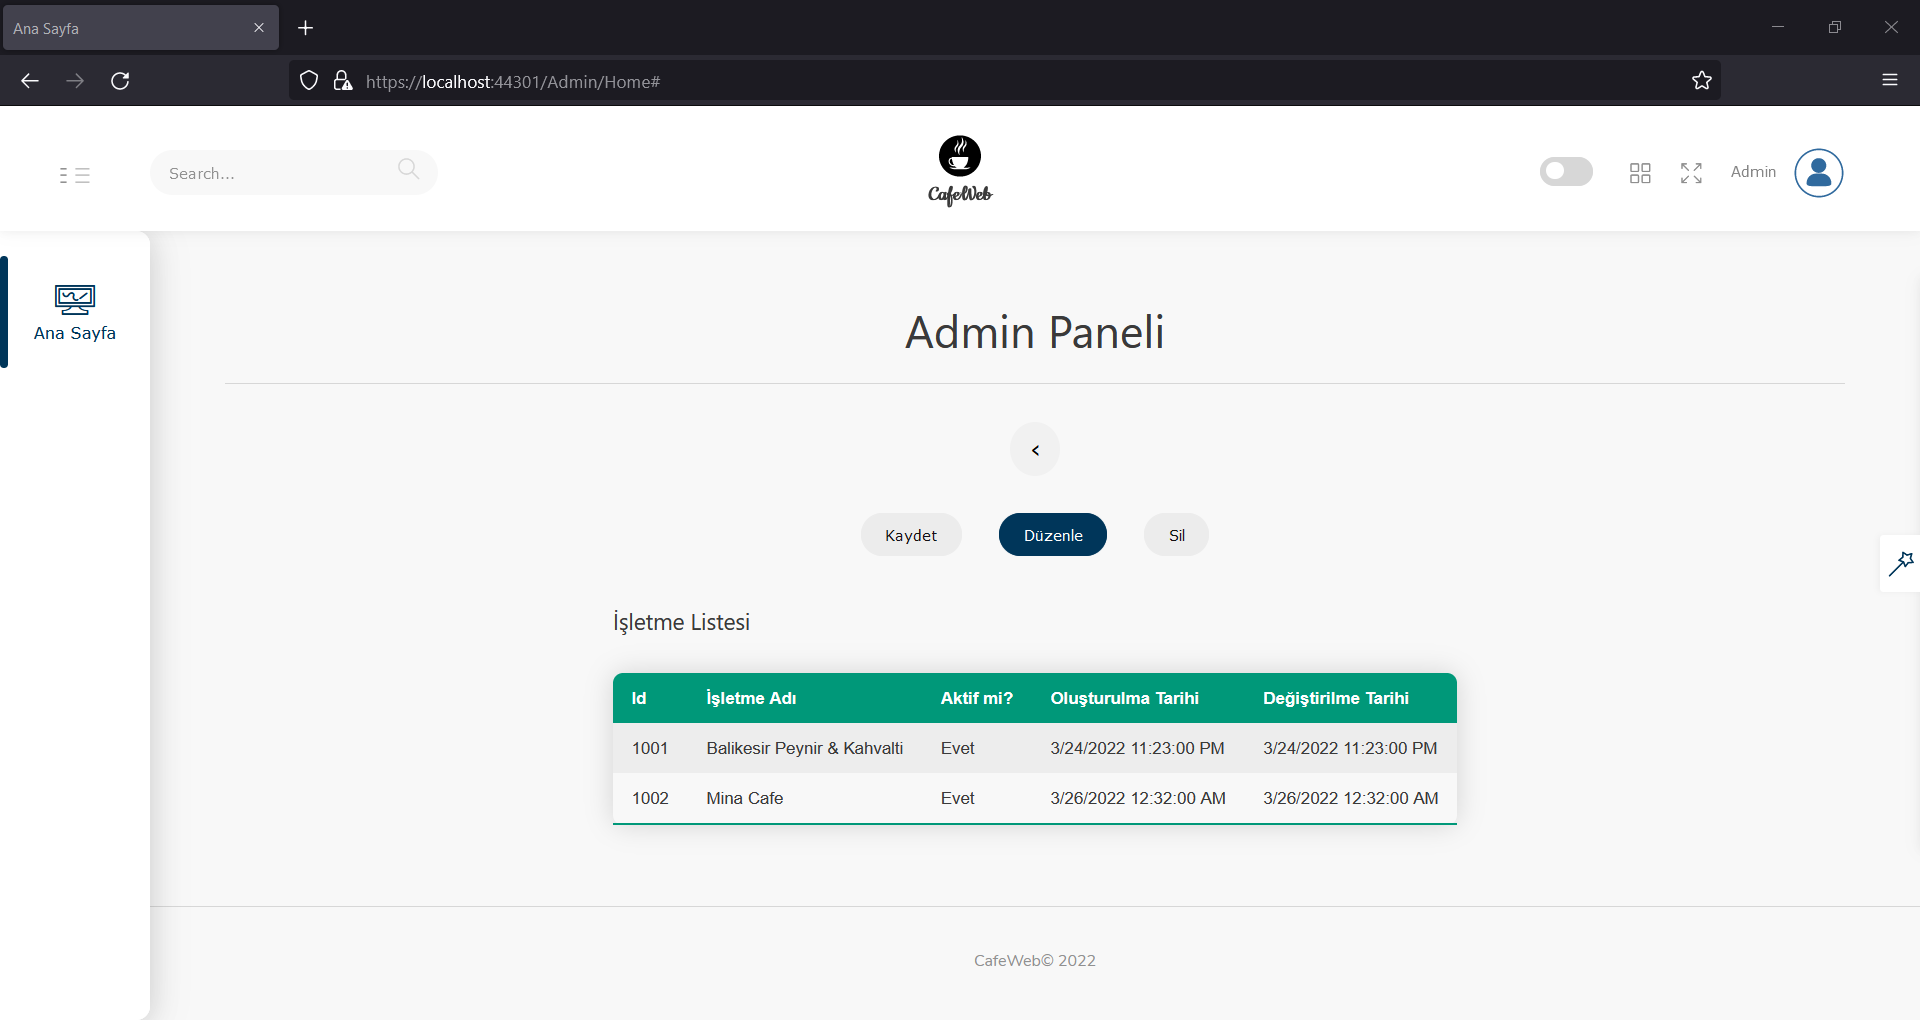 Ana Sayfa
https://localhost:44301/Admin/Home#
Search...
CafeWeb
Admin
Ana Sayfa
Admin Paneli
<
Kaydet Düzenle Sil
İşletme Listesi
Id İşletme Adı Aktif mi? Oluşturulma Tarihi Değiştirilme Tarihi
1001 Balikesir Peynir & Kahvalti Evet 3/24/2022 11:23:00 PM 3/24/2022 11:23:00 PM
1002 Mina Cafe Evet 3/26/2022 12:32:00 AM 3/26/2022 12:32:00 AM
CafeWeb© 2022